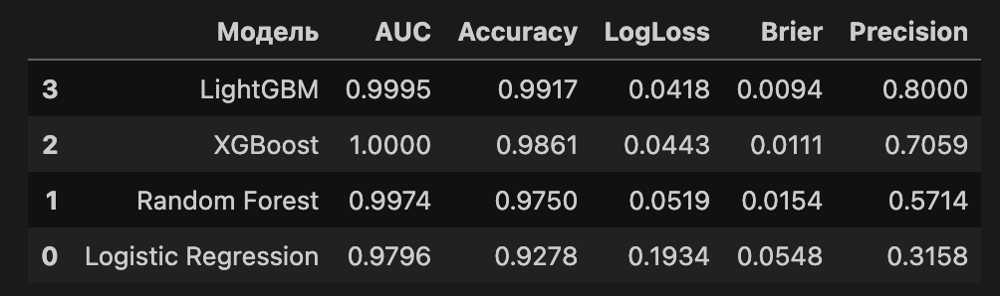 Модель AUC Accuracy LogLoss Brier Precision
3 LightGBM 0.9995 0.9917 0.0418 0.0094 0.8000
2 XGBoost 1.0000 0.9861 0.0443 0.0111 0.7059
1 Random Forest 0.9974 0.9750 0.0519 0.0154 0.5714
0 Logistic Regression 0.9796 0.9278 0.1934 0.0548 0.3158